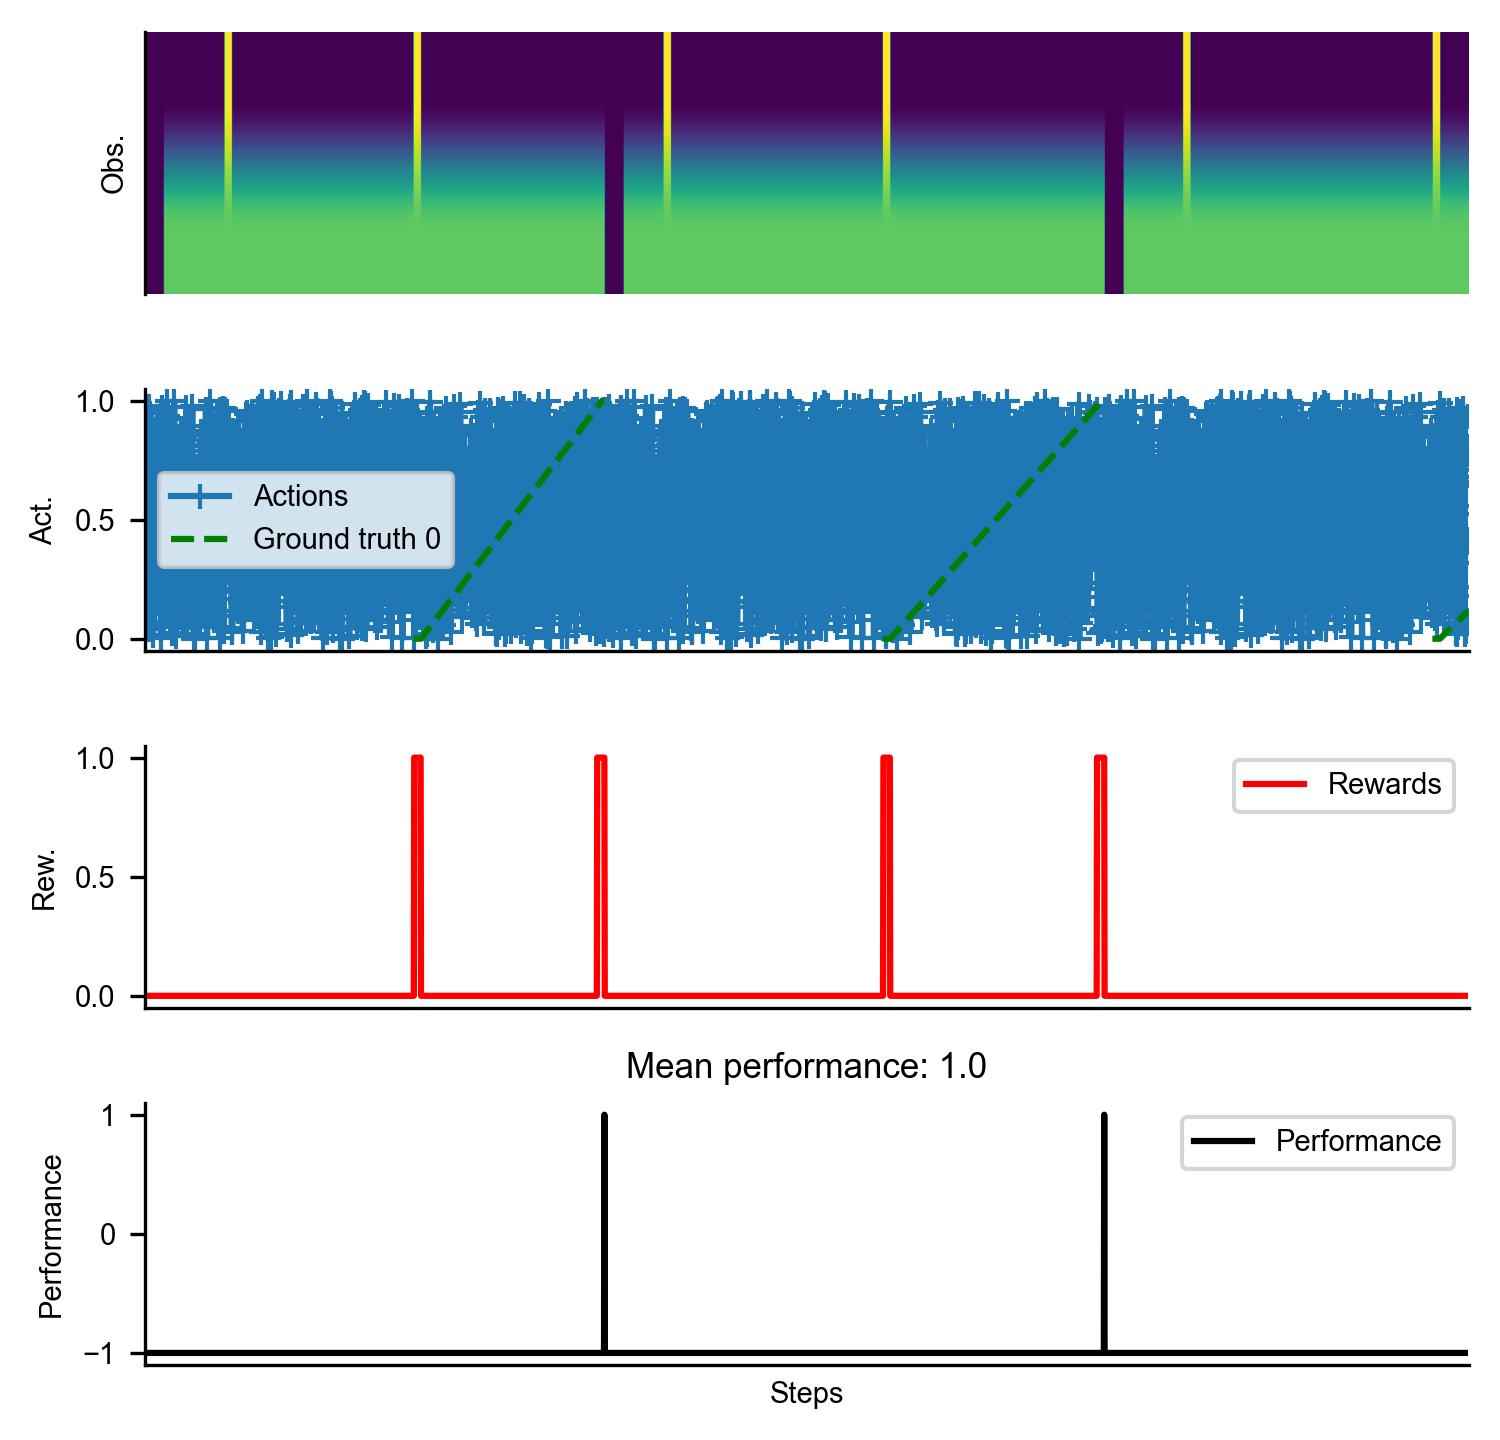 Obs.
1.0
0.5
0.0
Act.
Actions
Ground truth 0
1.0
0.5
0.0
Rew.
Rewards
Mean performance: 1.0
1
0
−1
Performance
Performance
Steps